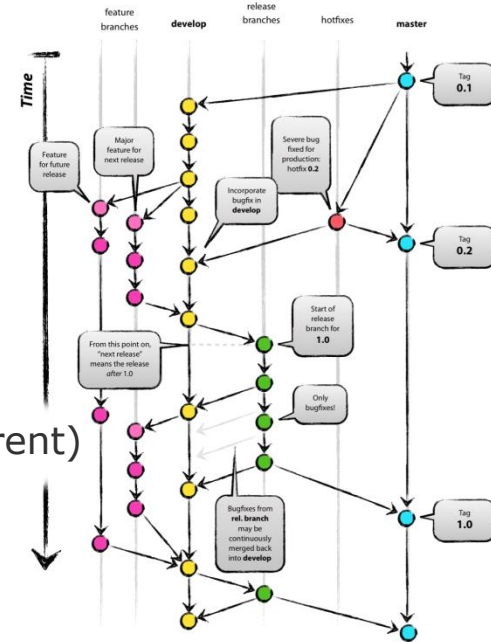 feature
branches
develop
release
branches
hotfixes
master
Time
Tag
0.1
Major
feature for
next release
Feature
for future
release
Severe bug
fixed for
production:
hotfix 0.2
Incorporate
bugfix in
develop
Tag
0.2
Start of
release
branch for
1.0
From this point on,
"next release"
means the release
after 1.0
Only
bugfixes!
rent)
Bugfixes from
rel. branch
may be
continuously
merged back
into develop
Tag
1.0